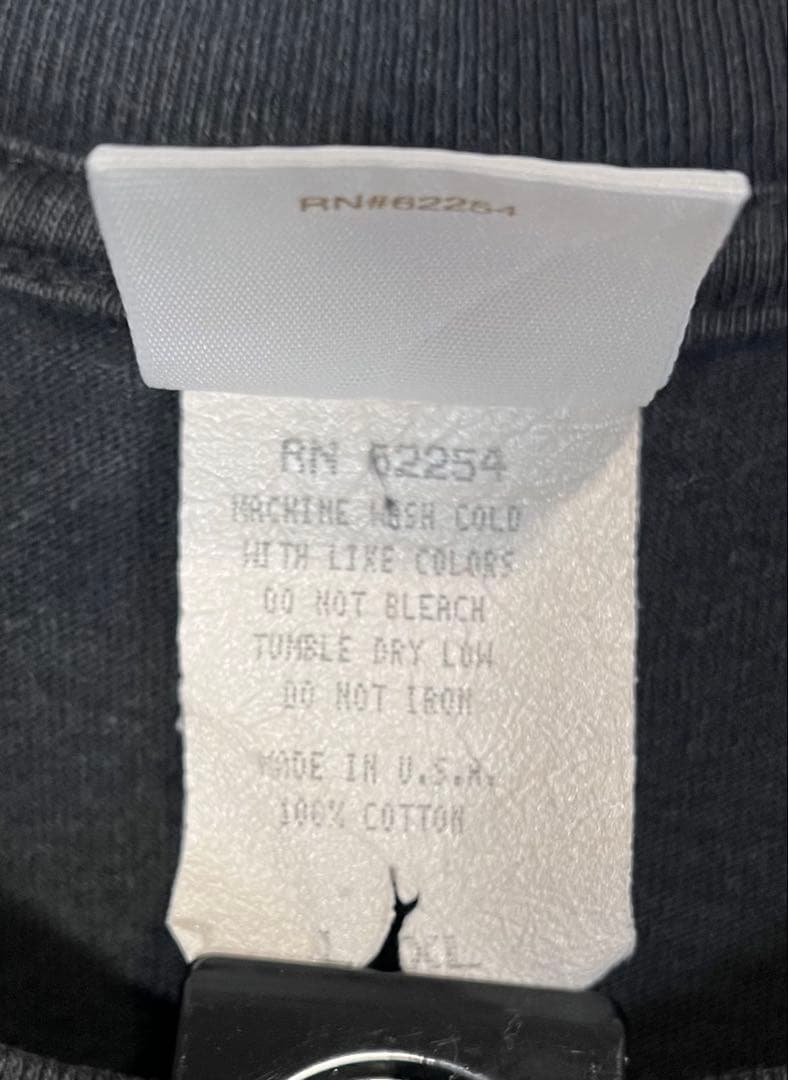 RN#62254
RN 62254
MACHINE WASH COLD
WITH LIKE COLORS
DO NOT BLEACH
TUMBLE DRY LOW
DO NOT IRON
MADE IN U.S.A.
100% COTTON